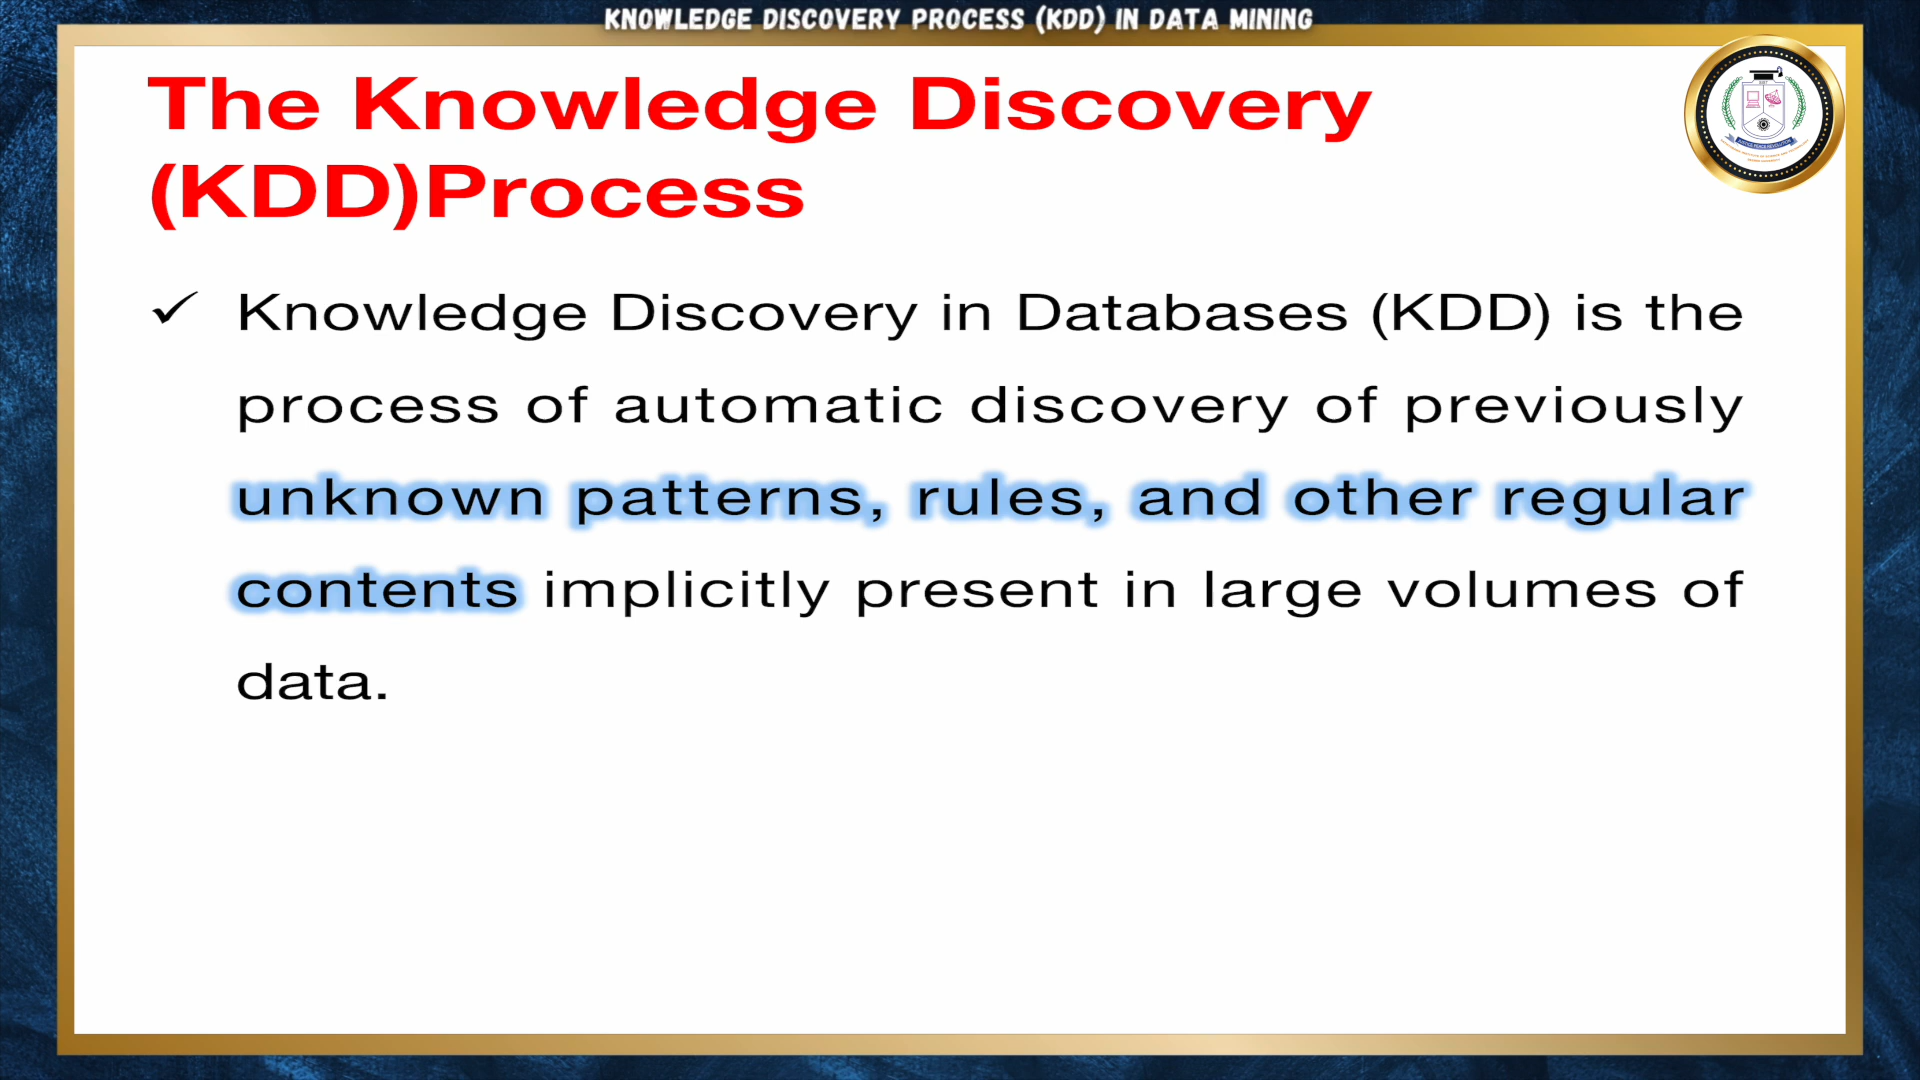 KNOWLEDGE DISCOVERY PROCESS (KDD) IN DATA MINING
The Knowledge Discovery
(KDD)Process
✓ Knowledge Discovery in Databases (KDD) is the
process of automatic discovery of previously
unknown patterns, rules, and other regular
contents implicitly present in large volumes of
data.